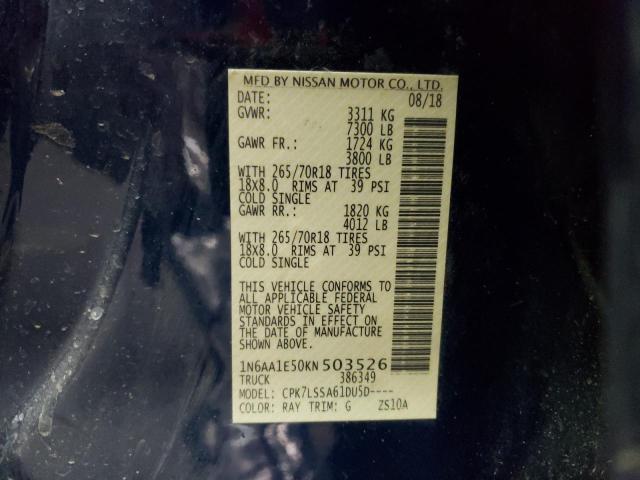 MFD BY NISSAN MOTOR CO., LTD.
DATE: 08/18
GVWR: 3311 KG
7300 LB
GAWR FR.: 1724 KG
3800 LB
WITH 265/70R18 TIRES
18X8.0 RIMS AT 39 PSI
COLD SINGLE
GAWR RR.: 1820 KG
4012 LB
WITH 265/70R18 TIRES
18X8.0 RIMS AT 39 PSI
COLD SINGLE
THIS VEHICLE CONFORMS TO
ALL APPLICABLE FEDERAL
MOTOR VEHICLE SAFETY
STANDARDS IN EFFECT ON
THE DATE OF MANUFACTURE
SHOWN ABOVE.
1N6AA1E50KN503526
TRUCK 386349
MODEL: CPK7LSSA61DU5D----
COLOR: RAY TRIM: G ZS10A